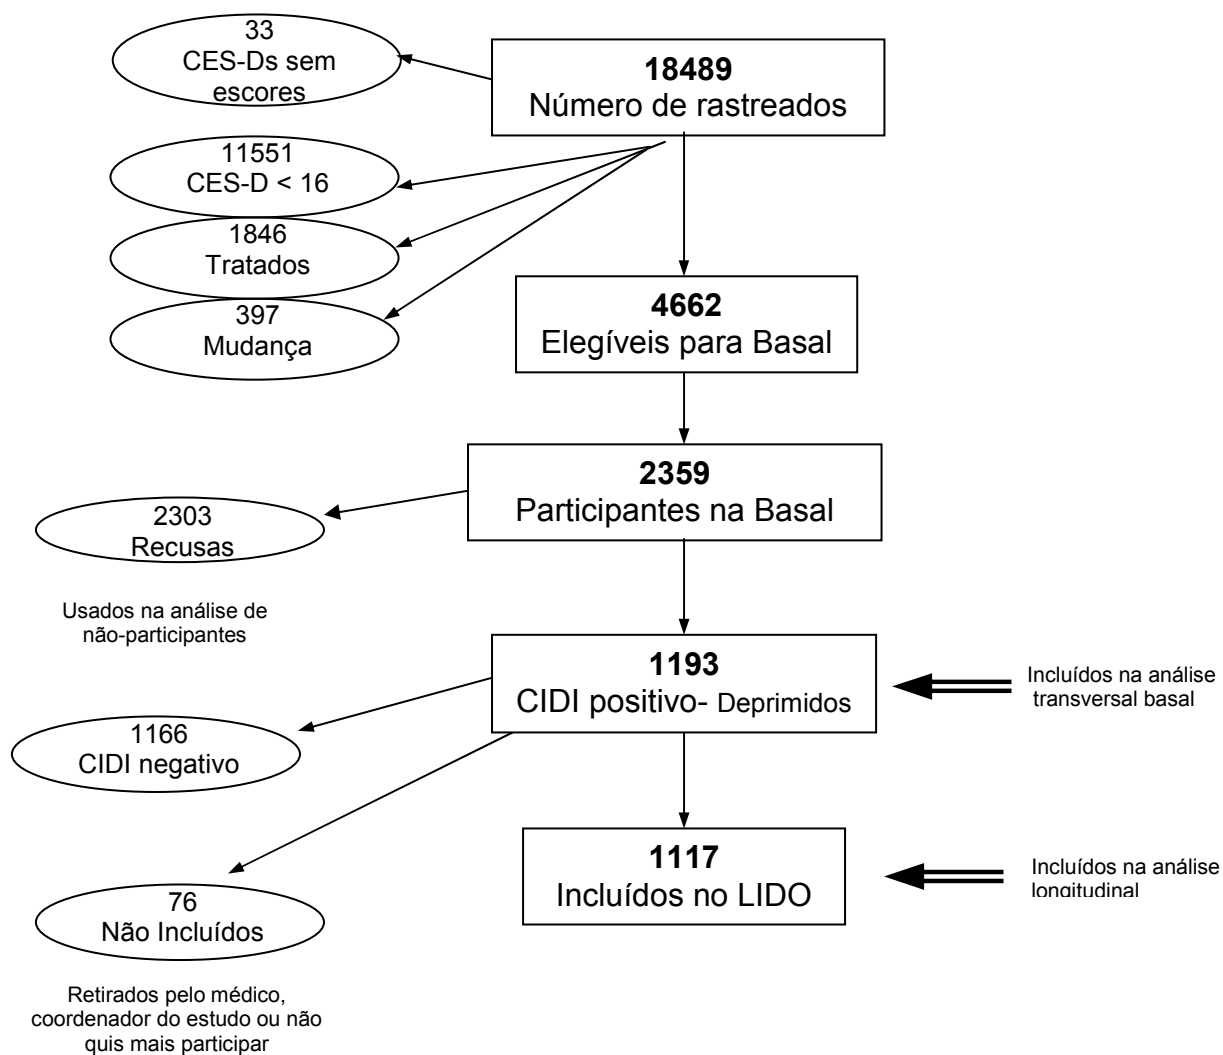 33
CES-Ds sem
escores
18489
Número de rastreados
11551
CES-D < 16
1846
Tratados
397
Mudança
4662
Elegíveis para Basal
2359
Participantes na Basal
2303
Recusas
Usados na análise de
não-participantes
1193
CIDI positivo- Deprimidos
Incluídos na análise
transversal basal
1166
CIDI negativo
1117
Incluídos no LIDO
Incluídos na análise
longitudinal
76
Não Incluídos
Retirados pelo médico,
coordenador do estudo ou não
quis mais participar